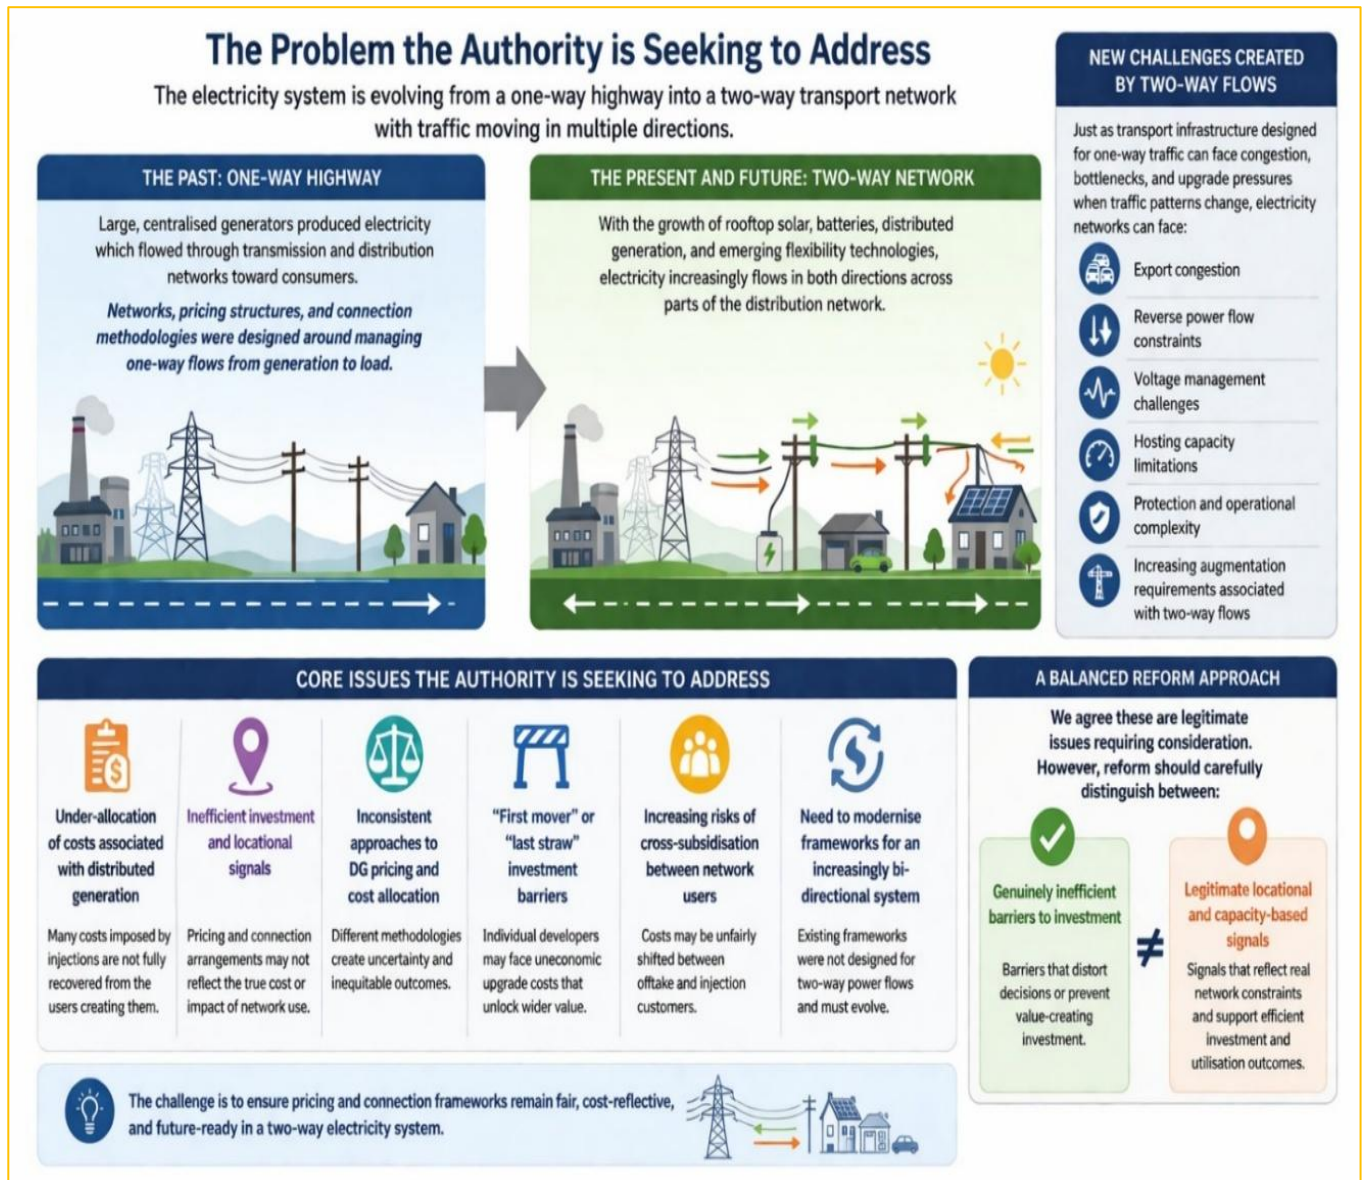 The Problem the Authority is Seeking to Address
The electricity system is evolving from a one-way highway into a two-way transport network
with traffic moving in multiple directions.
THE PAST: ONE-WAY HIGHWAY
Large, centralised generators produced electricity
which flowed through transmission and distribution
networks toward consumers.
Networks, pricing structures, and connection
methodologies were designed around managing
one-way flows from generation to load.
THE PRESENT AND FUTURE: TWO-WAY NETWORK
With the growth of rooftop solar, batteries, distributed
generation, and emerging flexibility technologies,
electricity increasingly flows in both directions across
parts of the distribution network.
NEW CHALLENGES CREATED
BY TWO-WAY FLOWS
Just as transport infrastructure designed
for one-way traffic can face congestion,
bottlenecks, and upgrade pressures
when traffic patterns change, electricity
networks can face:
Export congestion
Reverse power flow
constraints
Voltage management
challenges
Hosting capacity
limitations
Protection and operational
complexity
Increasing augmentation
requirements associated
with two-way flows
CORE ISSUES THE AUTHORITY IS SEEKING TO ADDRESS
Under-allocation
of costs associated
with distributed
generation
Many costs imposed by
injections are not fully
recovered from the
users creating them.
Inefficient investment
and locational
signals
Pricing and connection
arrangements may not
reflect the true cost or
impact of network use.
Inconsistent
approaches to
DG pricing and
cost allocation
Different methodologies
create uncertainty and
inequitable outcomes.
“First mover” or
“last straw”
investment
barriers
Individual developers
may face uneconomic
upgrade costs that
unlock wider value.
Increasing risks of
cross-subsidisation
between network
users
Costs may be unfairly
shifted between
offtake and injection
customers.
Need to modernise
frameworks for an
increasingly bi-
directional system
Existing frameworks
were not designed for
two-way power flows
and must evolve.
A BALANCED REFORM APPROACH
We agree these are legitimate
issues requiring consideration.
However, reform should carefully
distinguish between:
Genuinely inefficient
barriers to investment
Barriers that distort
decisions or prevent
value-creating
investment.
≠
Legitimate locational
and capacity-based
signals
Signals that reflect real
network constraints
and support efficient
investment and
utilisation outcomes.
The challenge is to ensure pricing and connection frameworks remain fair, cost-reflective,
and future-ready in a two-way electricity system.